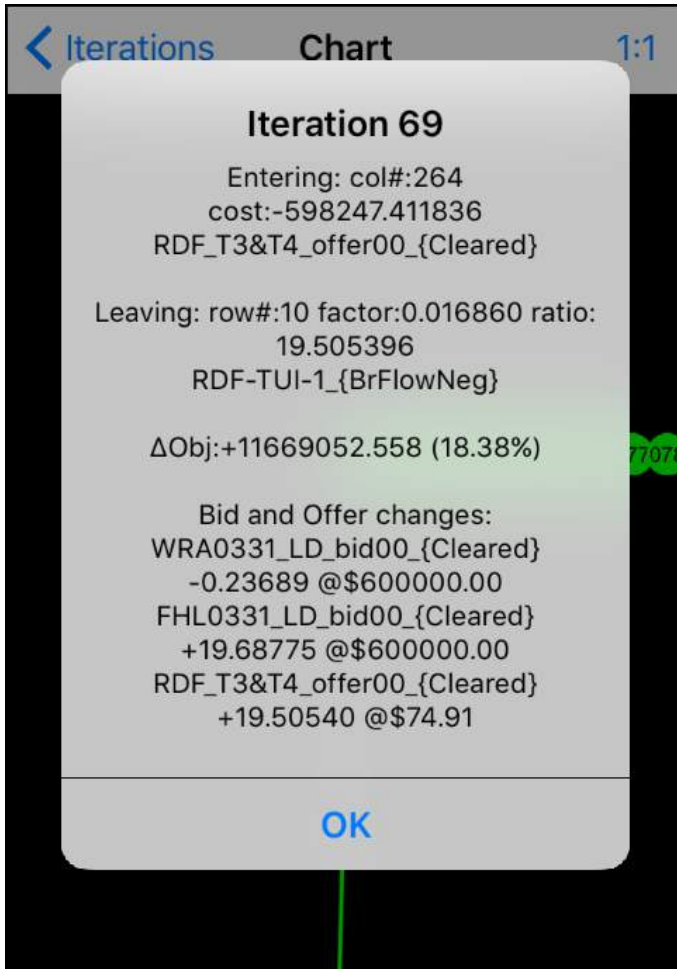 Iterations Chart 1:1
Iteration 69
Entering: col#:264
cost:-598247.411836
RDF_T3&T4_offer00_{Cleared}
Leaving: row#:10 factor:0.016860 ratio:
19.505396
RDF-TUI-1_{BrFlowNeg}
ΔObj:+11669052.558 (18.38%)
Bid and Offer changes:
WRA0331_LD_bid00_{Cleared}
-0.23689 @$600000.00
FHL0331_LD_bid00_{Cleared}
+19.68775 @$600000.00
RDF_T3&T4_offer00_{Cleared}
+19.50540 @$74.91
OK